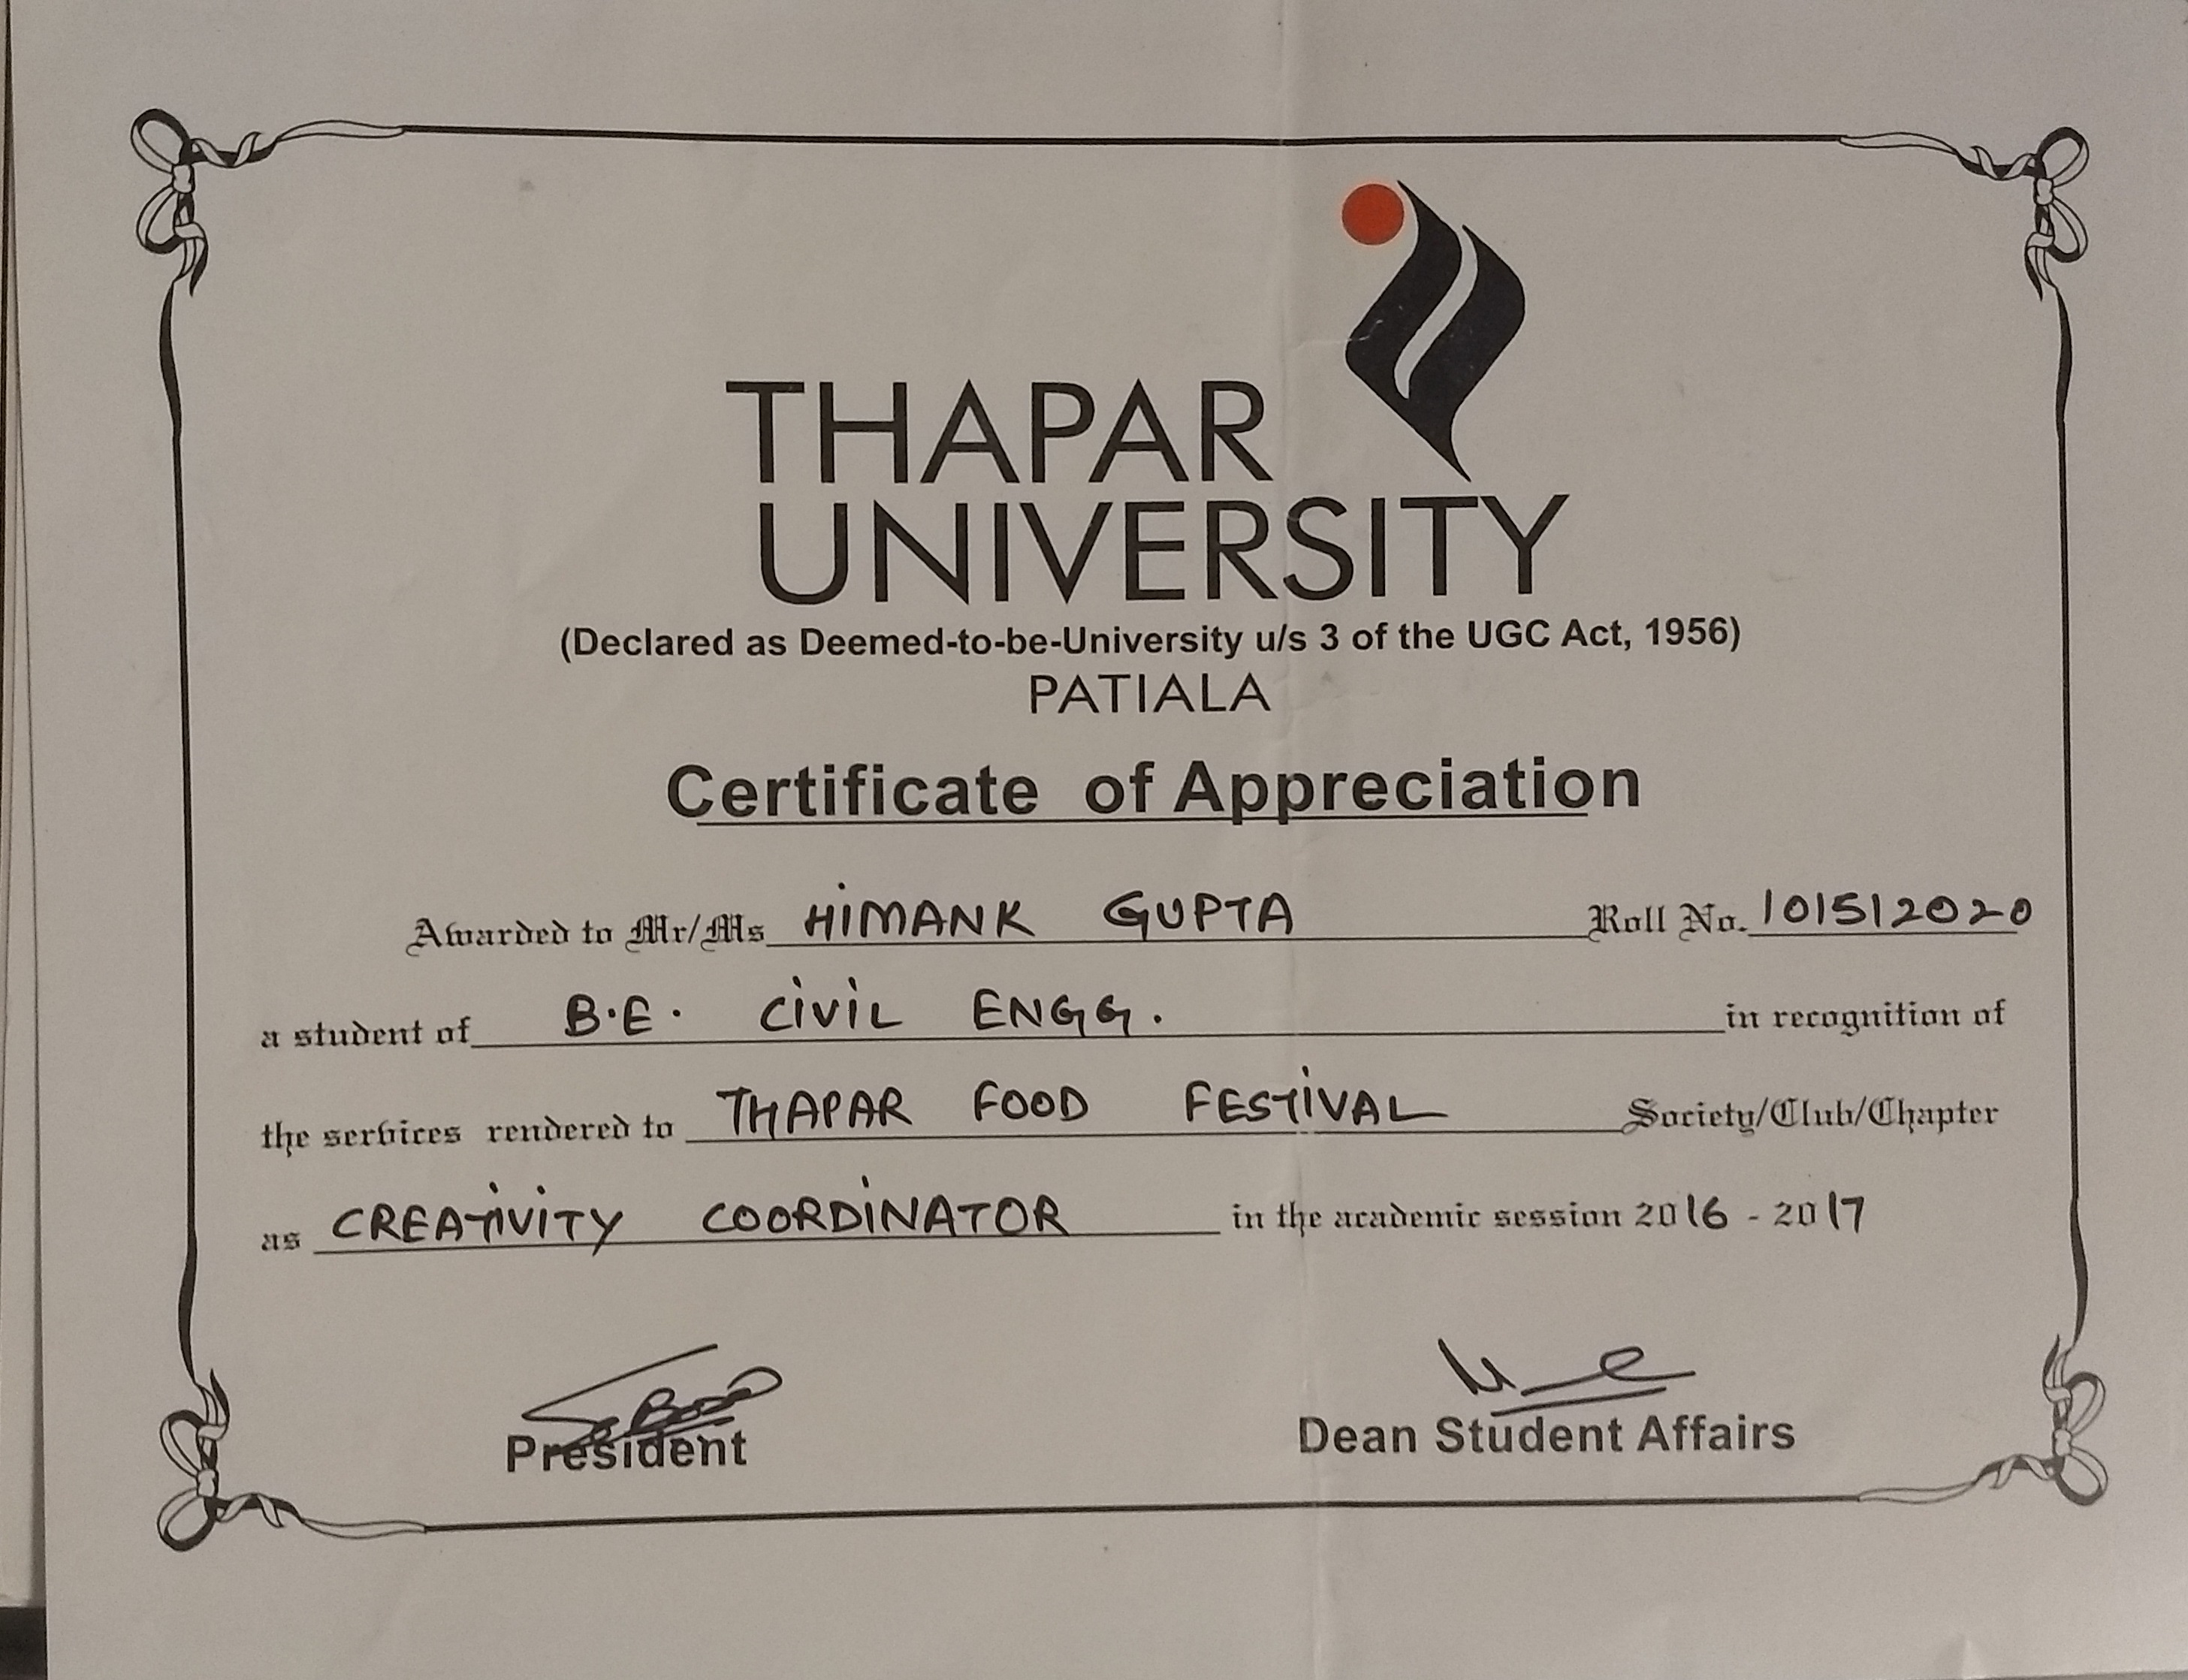 THAPAR
UNIVERSITY
(Declared as Deemed-to-be-University u/s 3 of the UGC Act, 1956)
PATIALA
Certificate of Appreciation
Awarded to Mr/Ms HIMANK GUPTA Roll No. 101512020
a student of B.E. CIVIL ENGG. in recognition of
the services rendered to THAPAR FOOD FESTIVAL Society/Club/Chapter
as CREATIVITY COORDINATOR in the academic session 2016 - 2017
President
Dean Student Affairs